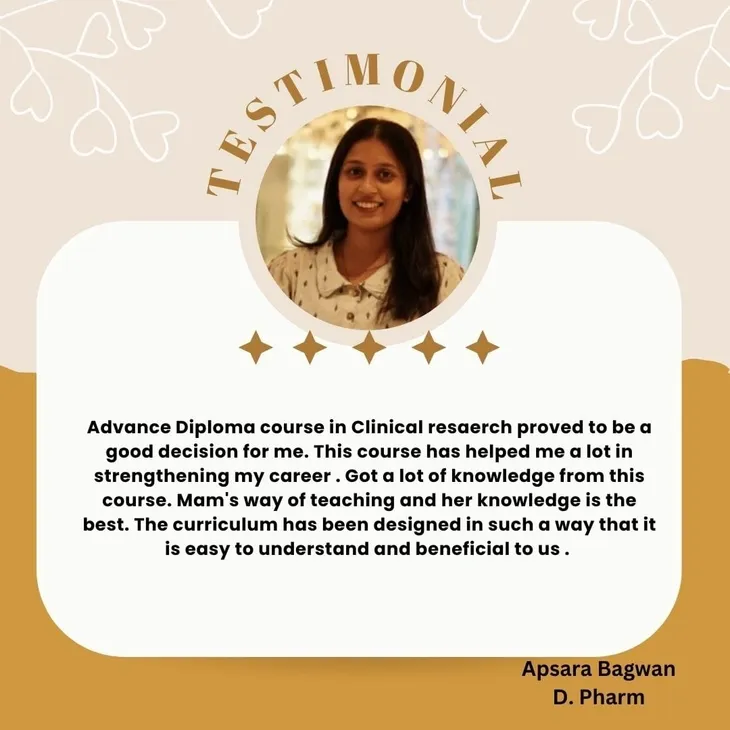 TESTIMONIAL
Advance Diploma course in Clinical resaerch proved to be a
good decision for me. This course has helped me a lot in
strengthening my career . Got a lot of knowledge from this
course. Mam's way of teaching and her knowledge is the
best. The curriculum has been designed in such a way that it
is easy to understand and beneficial to us .
Apsara Bagwan
D. Pharm